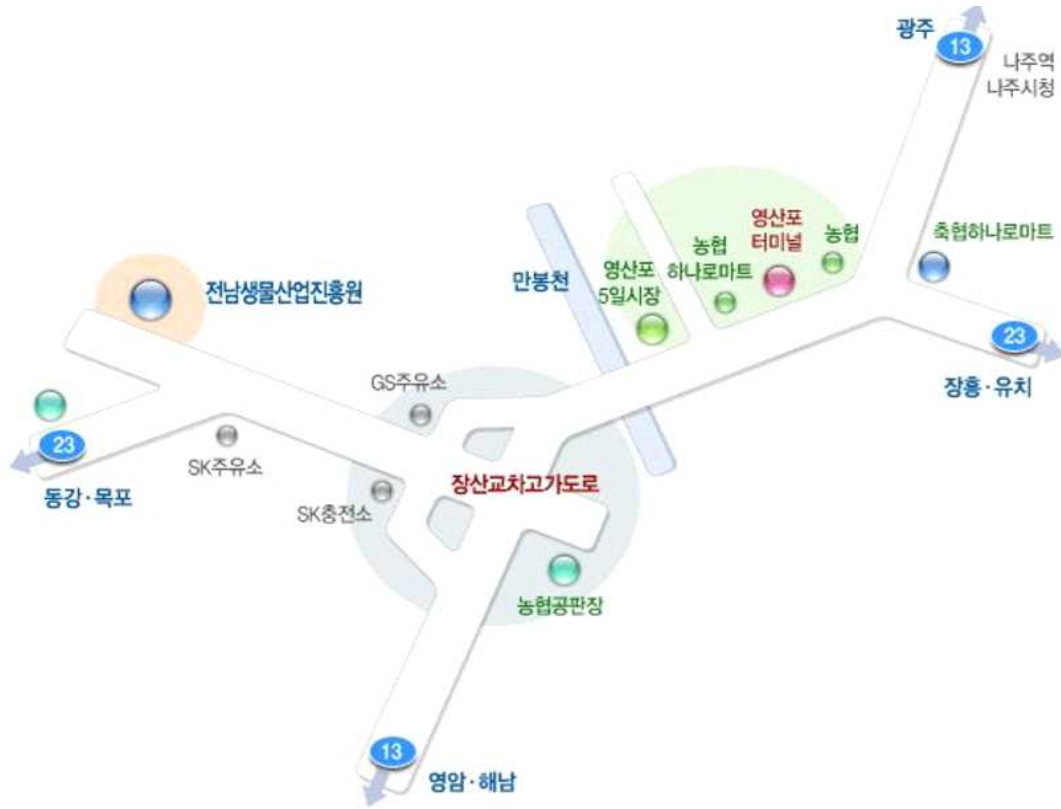 광주
13
나주역
나주시청
영산포
터미널
농협
축협하나로마트
농협
하나로마트
영산포
5일시장
만봉천
전남생물산업진흥원
23
장흥·유치
GS주유소
SK주유소
23
동강·목포
장산교차고가도로
SK충전소
농협공판장
13
영암·해남